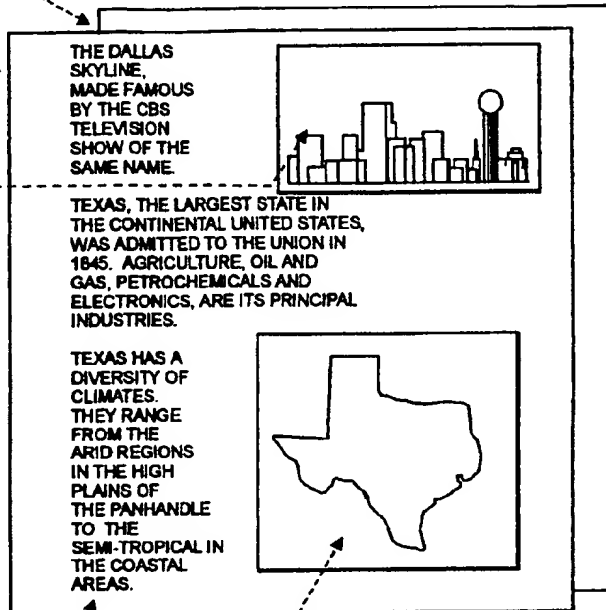 THE DALLAS
SKYLINE,
MADE FAMOUS
BY THE CBS
TELEVISION
SHOW OF THE
SAME NAME.
TEXAS, THE LARGEST STATE IN
THE CONTINENTAL UNITED STATES,
WAS ADMITTED TO THE UNION IN
1845. AGRICULTURE, OIL AND
GAS, PETROCHEMICALS AND
ELECTRONICS, ARE ITS PRINCIPAL
INDUSTRIES.
TEXAS HAS A
DIVERSITY OF
CLIMATES.
THEY RANGE
FROM THE
ARID REGIONS
IN THE HIGH
PLAINS OF
THE PANHANDLE
TO THE
SEMI-TROPICAL IN
THE COASTAL
AREAS.